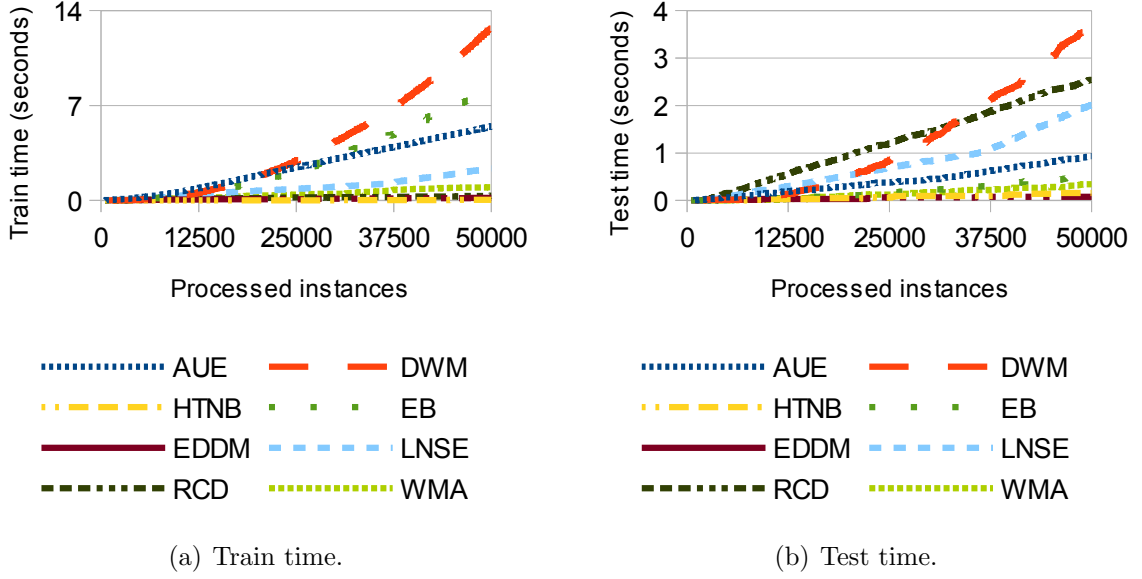 Train time (seconds)
14
7
0
0 12500 25000 37500 50000
Processed instances
AUE DWM
HTNB EB
EDDM LNSE
RCD WMA
(a) Train time.
Test time (seconds)
4
3
2
1
0
0 12500 25000 37500 50000
Processed instances
AUE DWM
HTNB EB
EDDM LNSE
RCD WMA
(b) Test time.